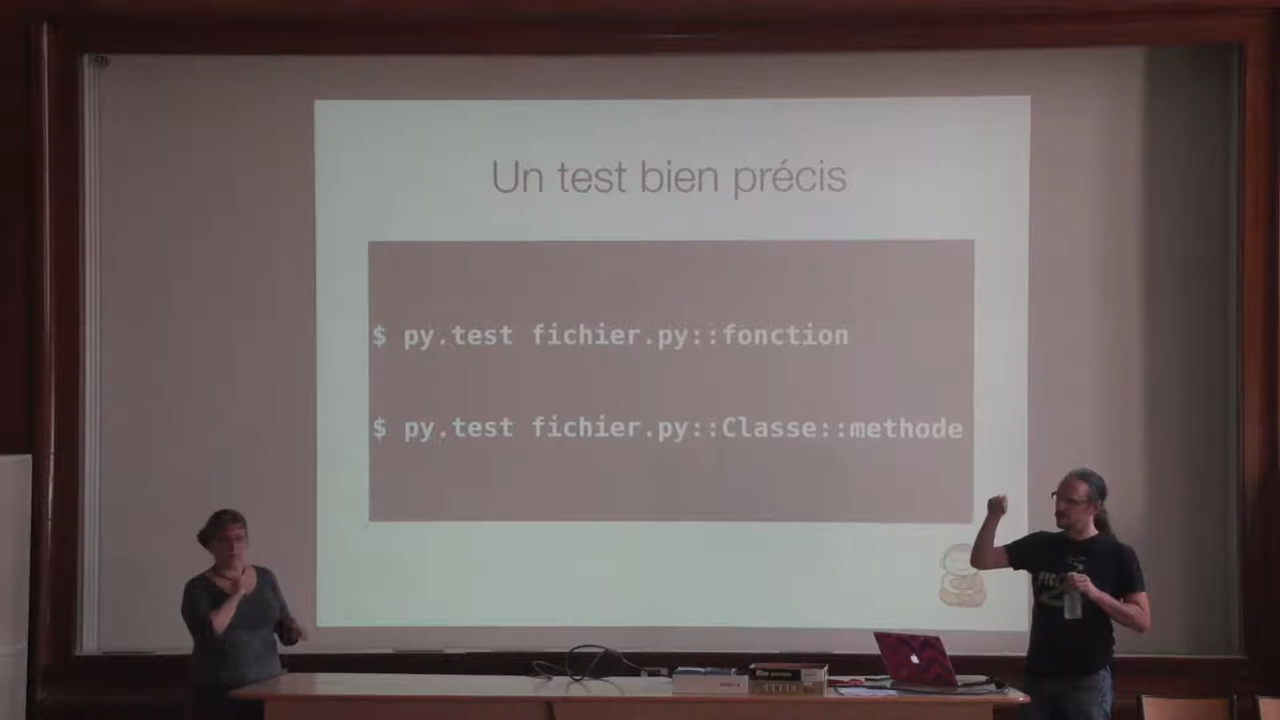 Un test bien précis
$ py.test fichier.py::fonction
$ py.test fichier.py::Classe::methode